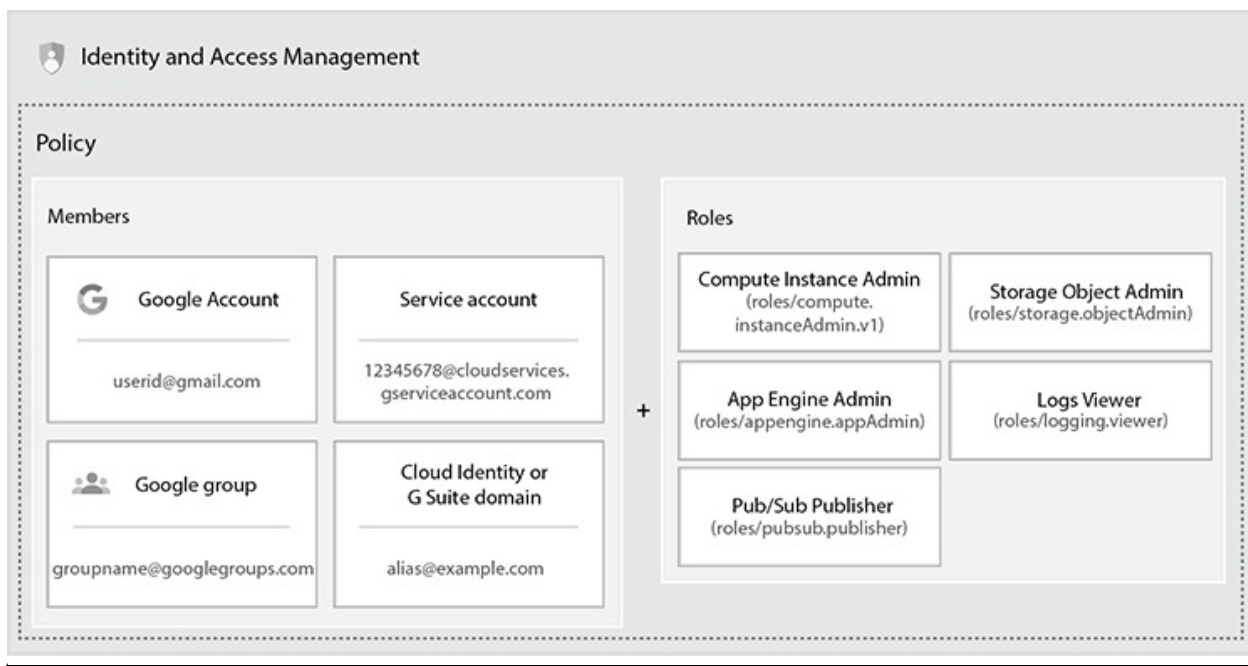 Identity and Access Management
Policy
Members
Google Account
userid@gmail.com
Service account
12345678@cloudservices.
gserviceaccount.com
Google group
groupname@googlegroups.com
Cloud Identity or
G Suite domain
alias@example.com
+
Roles
Compute Instance Admin
(roles/compute.
instanceAdmin.v1)
Storage Object Admin
(roles/storage.objectAdmin)
App Engine Admin
(roles/appengine.appAdmin)
Logs Viewer
(roles/logging.viewer)
Pub/Sub Publisher
(roles/pubsub.publisher)